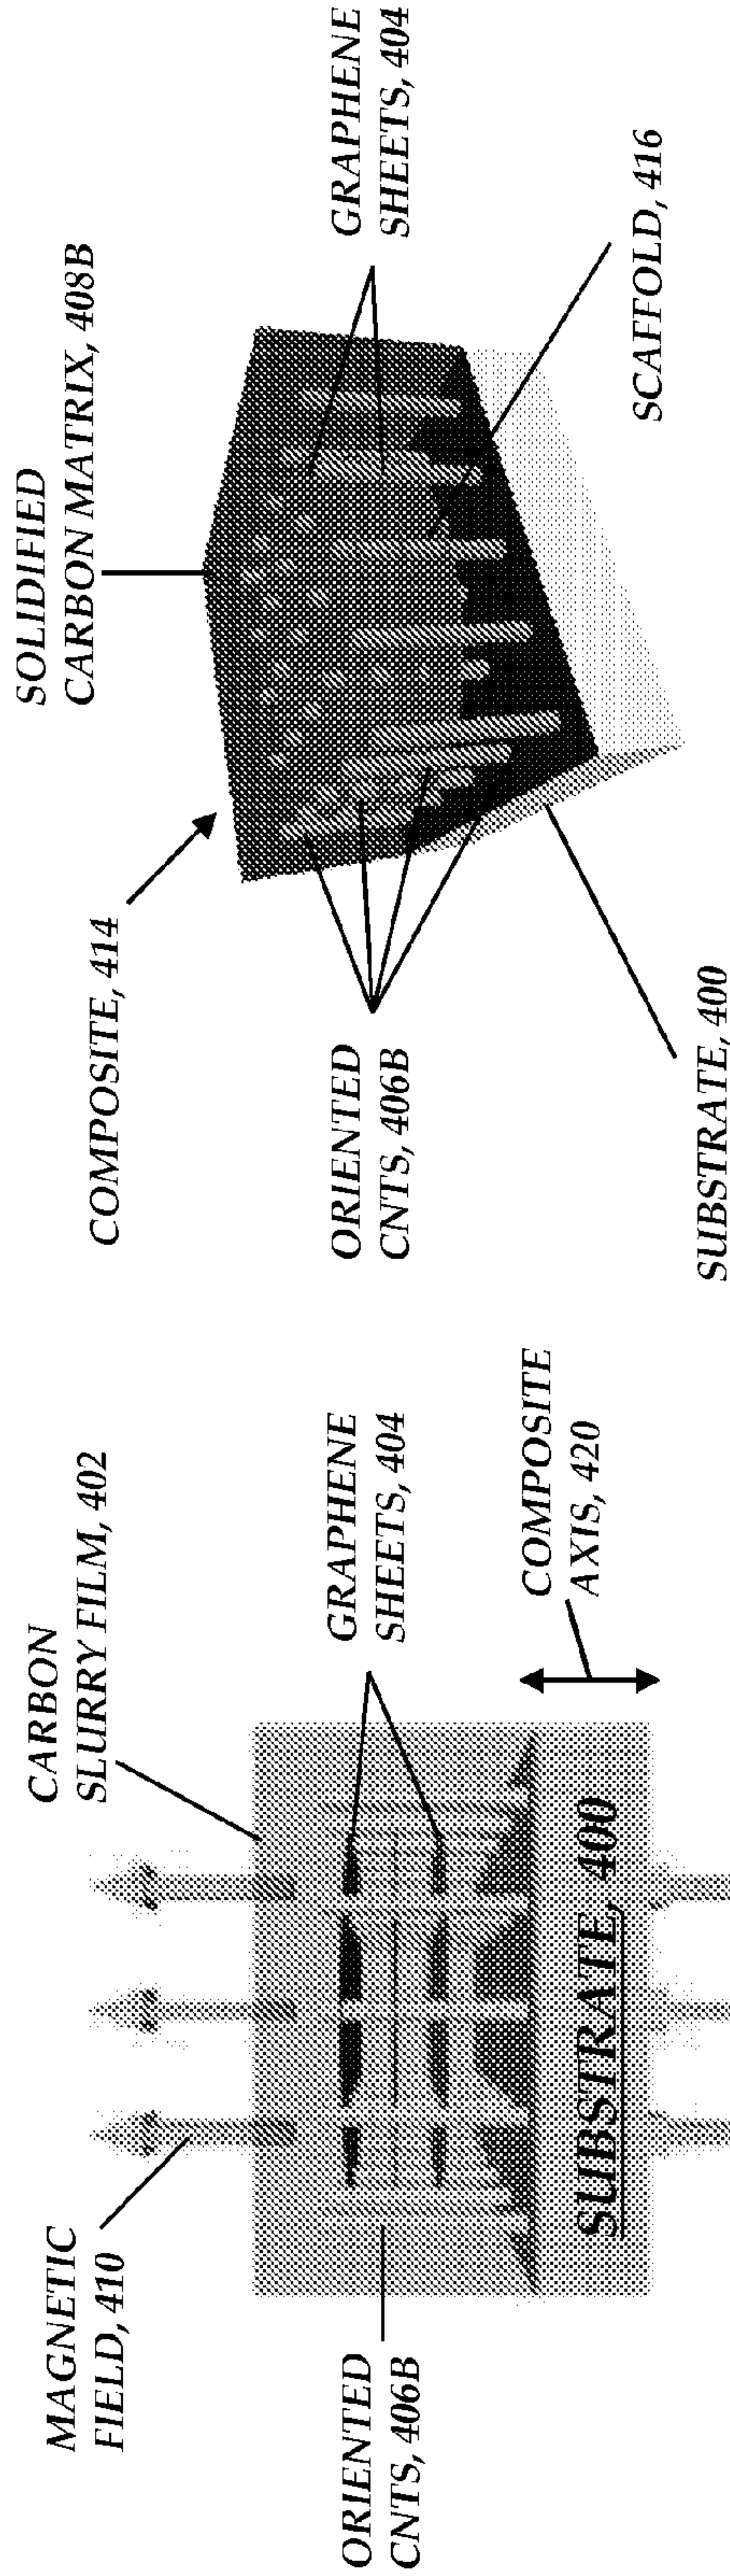 MAGNETIC
FIELD, 410
CARBON
SLURRY FILM, 402
ORIENTED
CNTS, 406B
GRAPHENE
SHEETS, 404
COMPOSITE
AXIS, 420
SUBSTRATE, 400
SOLIDIFIED
CARBON MATRIX, 408B
COMPOSITE, 414
ORIENTED
CNTS, 406B
GRAPHENE
SHEETS, 404
SCAFFOLD, 416
SUBSTRATE, 400